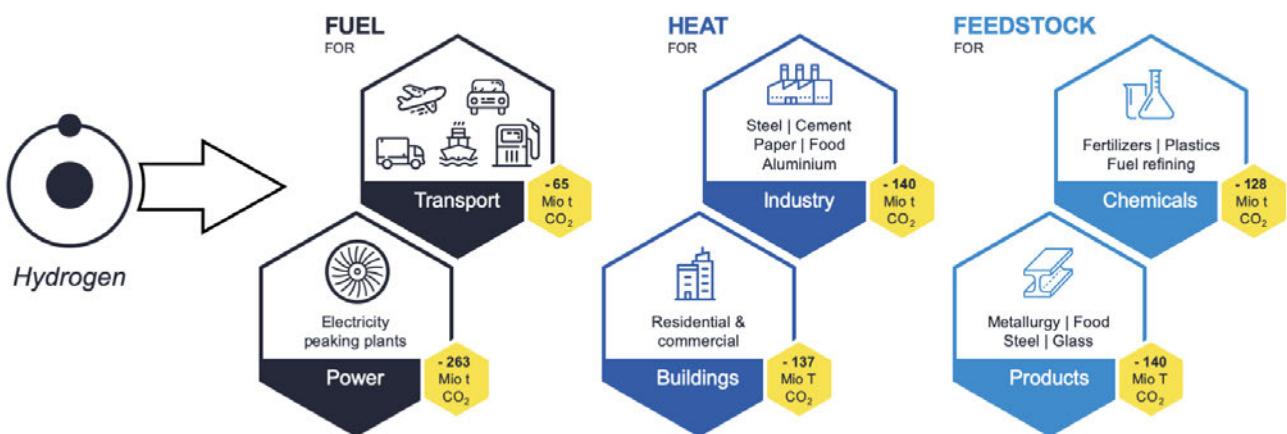 Hydrogen
FUEL
FOR
Transport
- 65
Mio t
CO₂
Electricity
peaking plants
Power
- 263
Mio t
CO₂
HEAT
FOR
Steel | Cement
Paper | Food
Aluminium
Industry
- 140
Mio t
CO₂
Residential &
commercial
Buildings
- 137
Mio T
CO₂
FEEDSTOCK
FOR
Fertilizers | Plastics
Fuel refining
Chemicals
- 128
Mio t
CO₂
Metallurgy | Food
Steel | Glass
Products
- 140
Mio T
CO₂